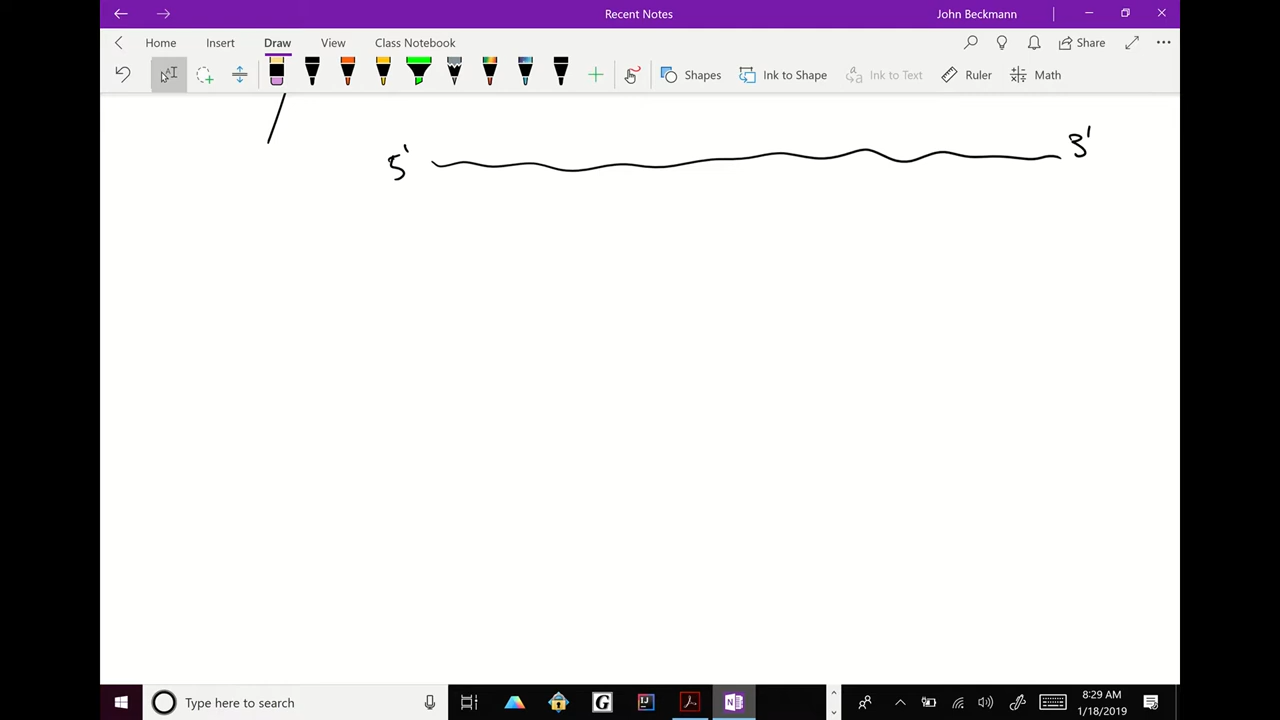 Recent Notes
John Beckmann
Home Insert Draw View Class Notebook
Share
Shapes Ink to Shape Ink to Text Ruler Math
5' 3'
Type here to search
G
8:29 AM
1/18/2019